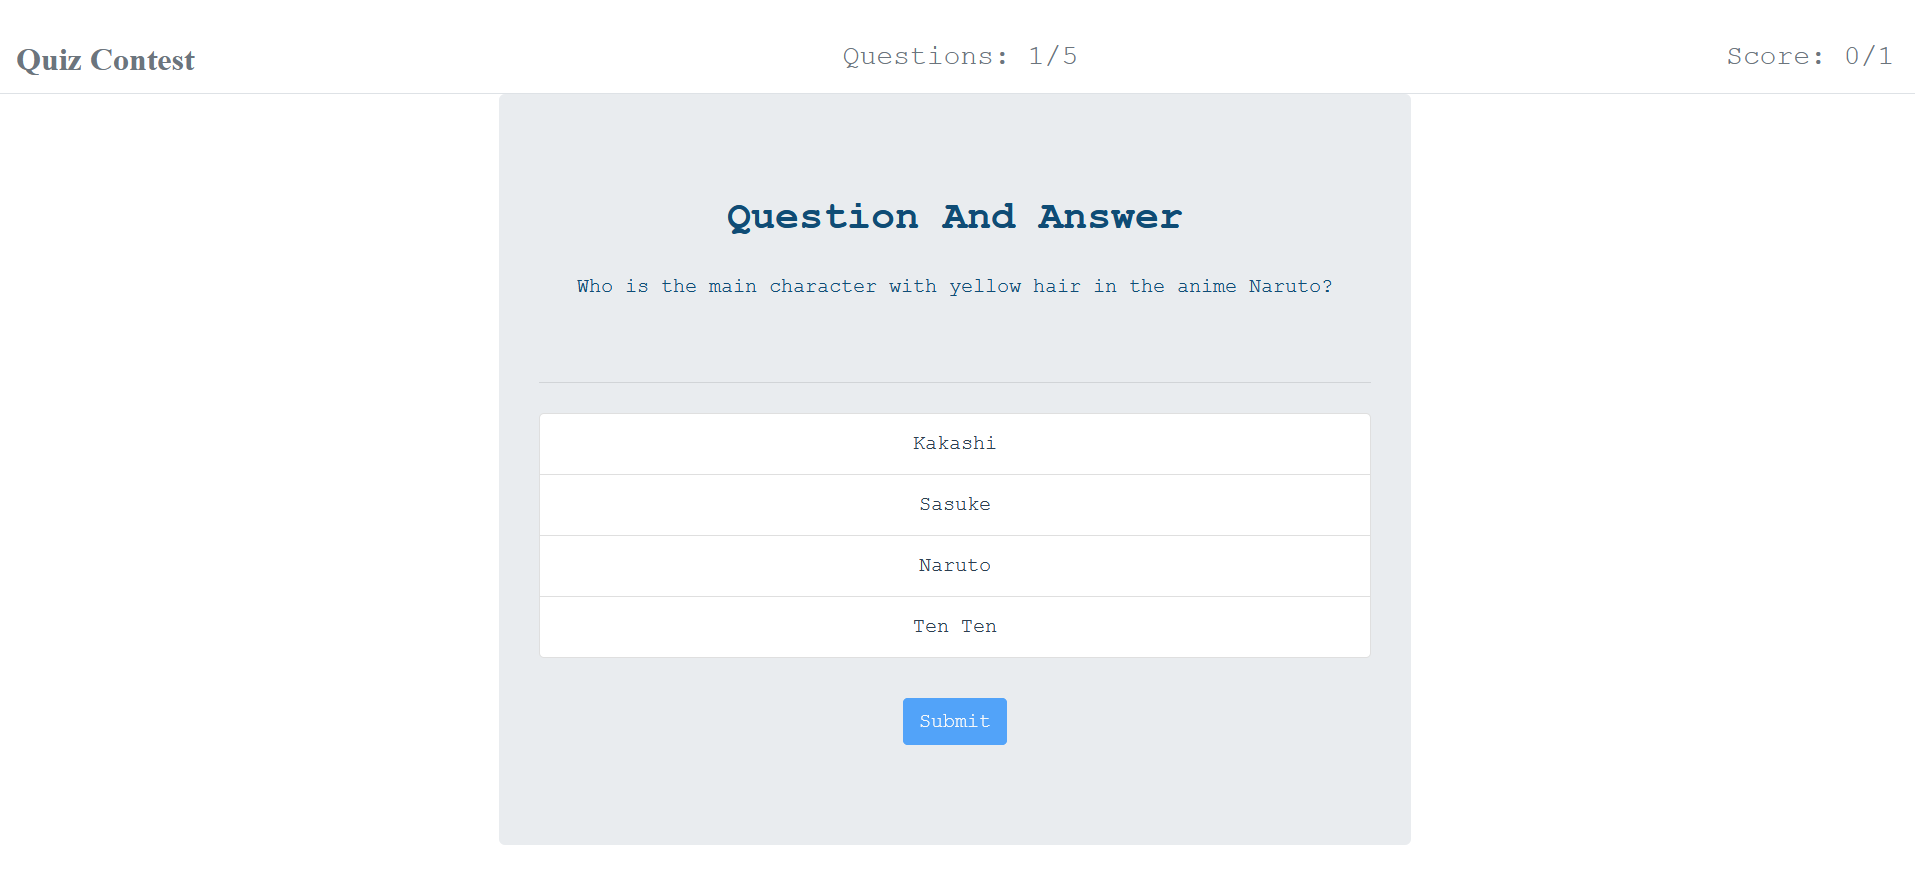 Quiz Contest
Questions: 1/5
Score: 0/1
Question And Answer
Who is the main character with yellow hair in the anime Naruto?
Kakashi
Sasuke
Naruto
Ten Ten
Submit